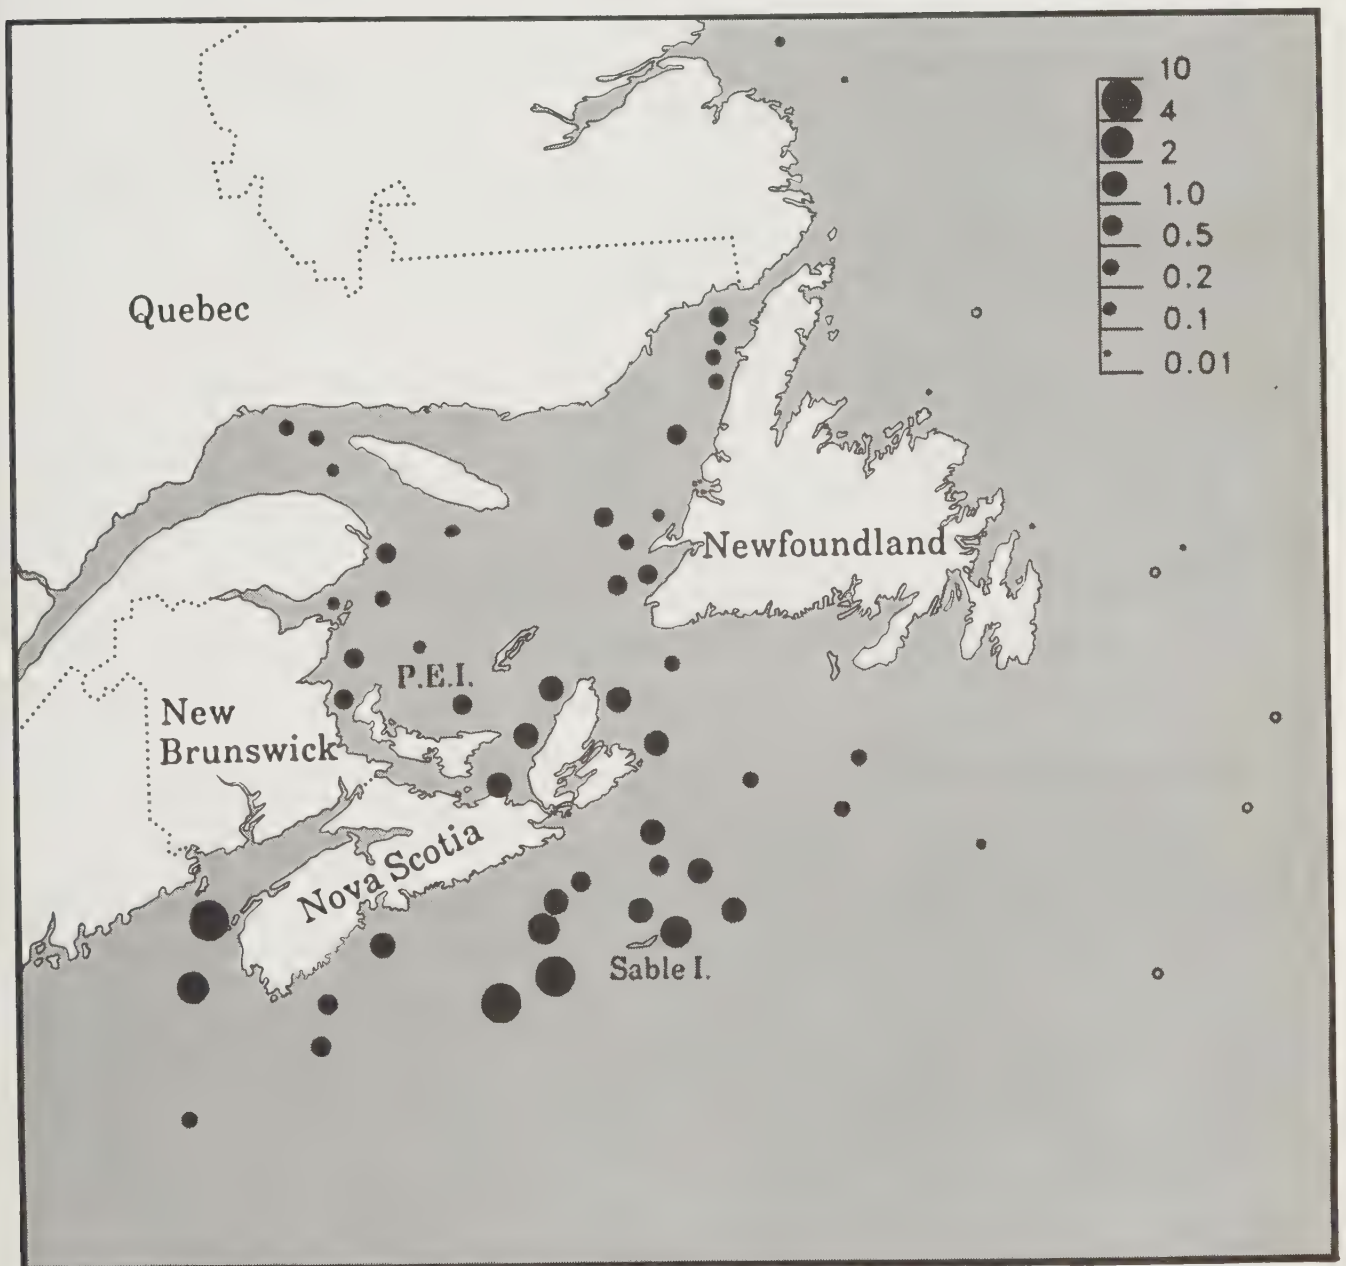 10
4
2
1.0
0.5
0.2
0.1
0.01
Quebec
Newfoundland
P.E.I.
New
Brunswick
Nova Scotia
Sable I.